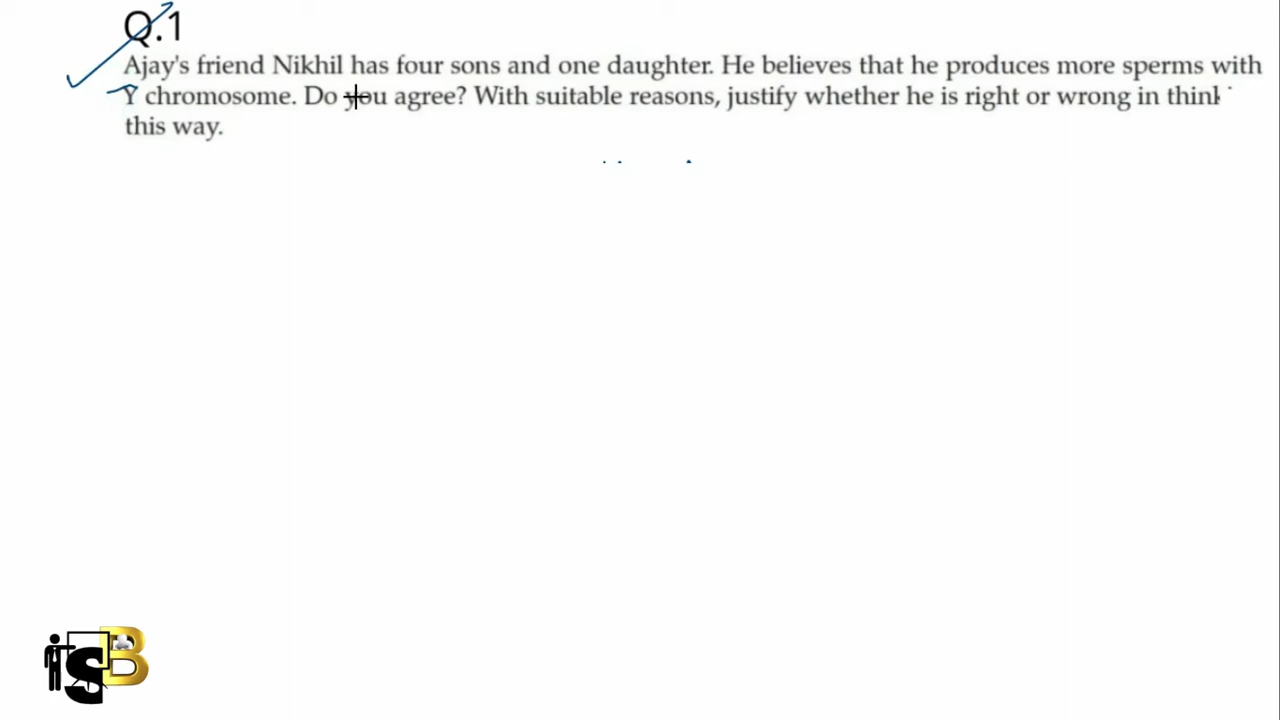 Q.1
Ajay's friend Nikhil has four sons and one daughter. He believes that he produces more sperms with
Y chromosome. Do you agree? With suitable reasons, justify whether he is right or wrong in think
this way.
iSB